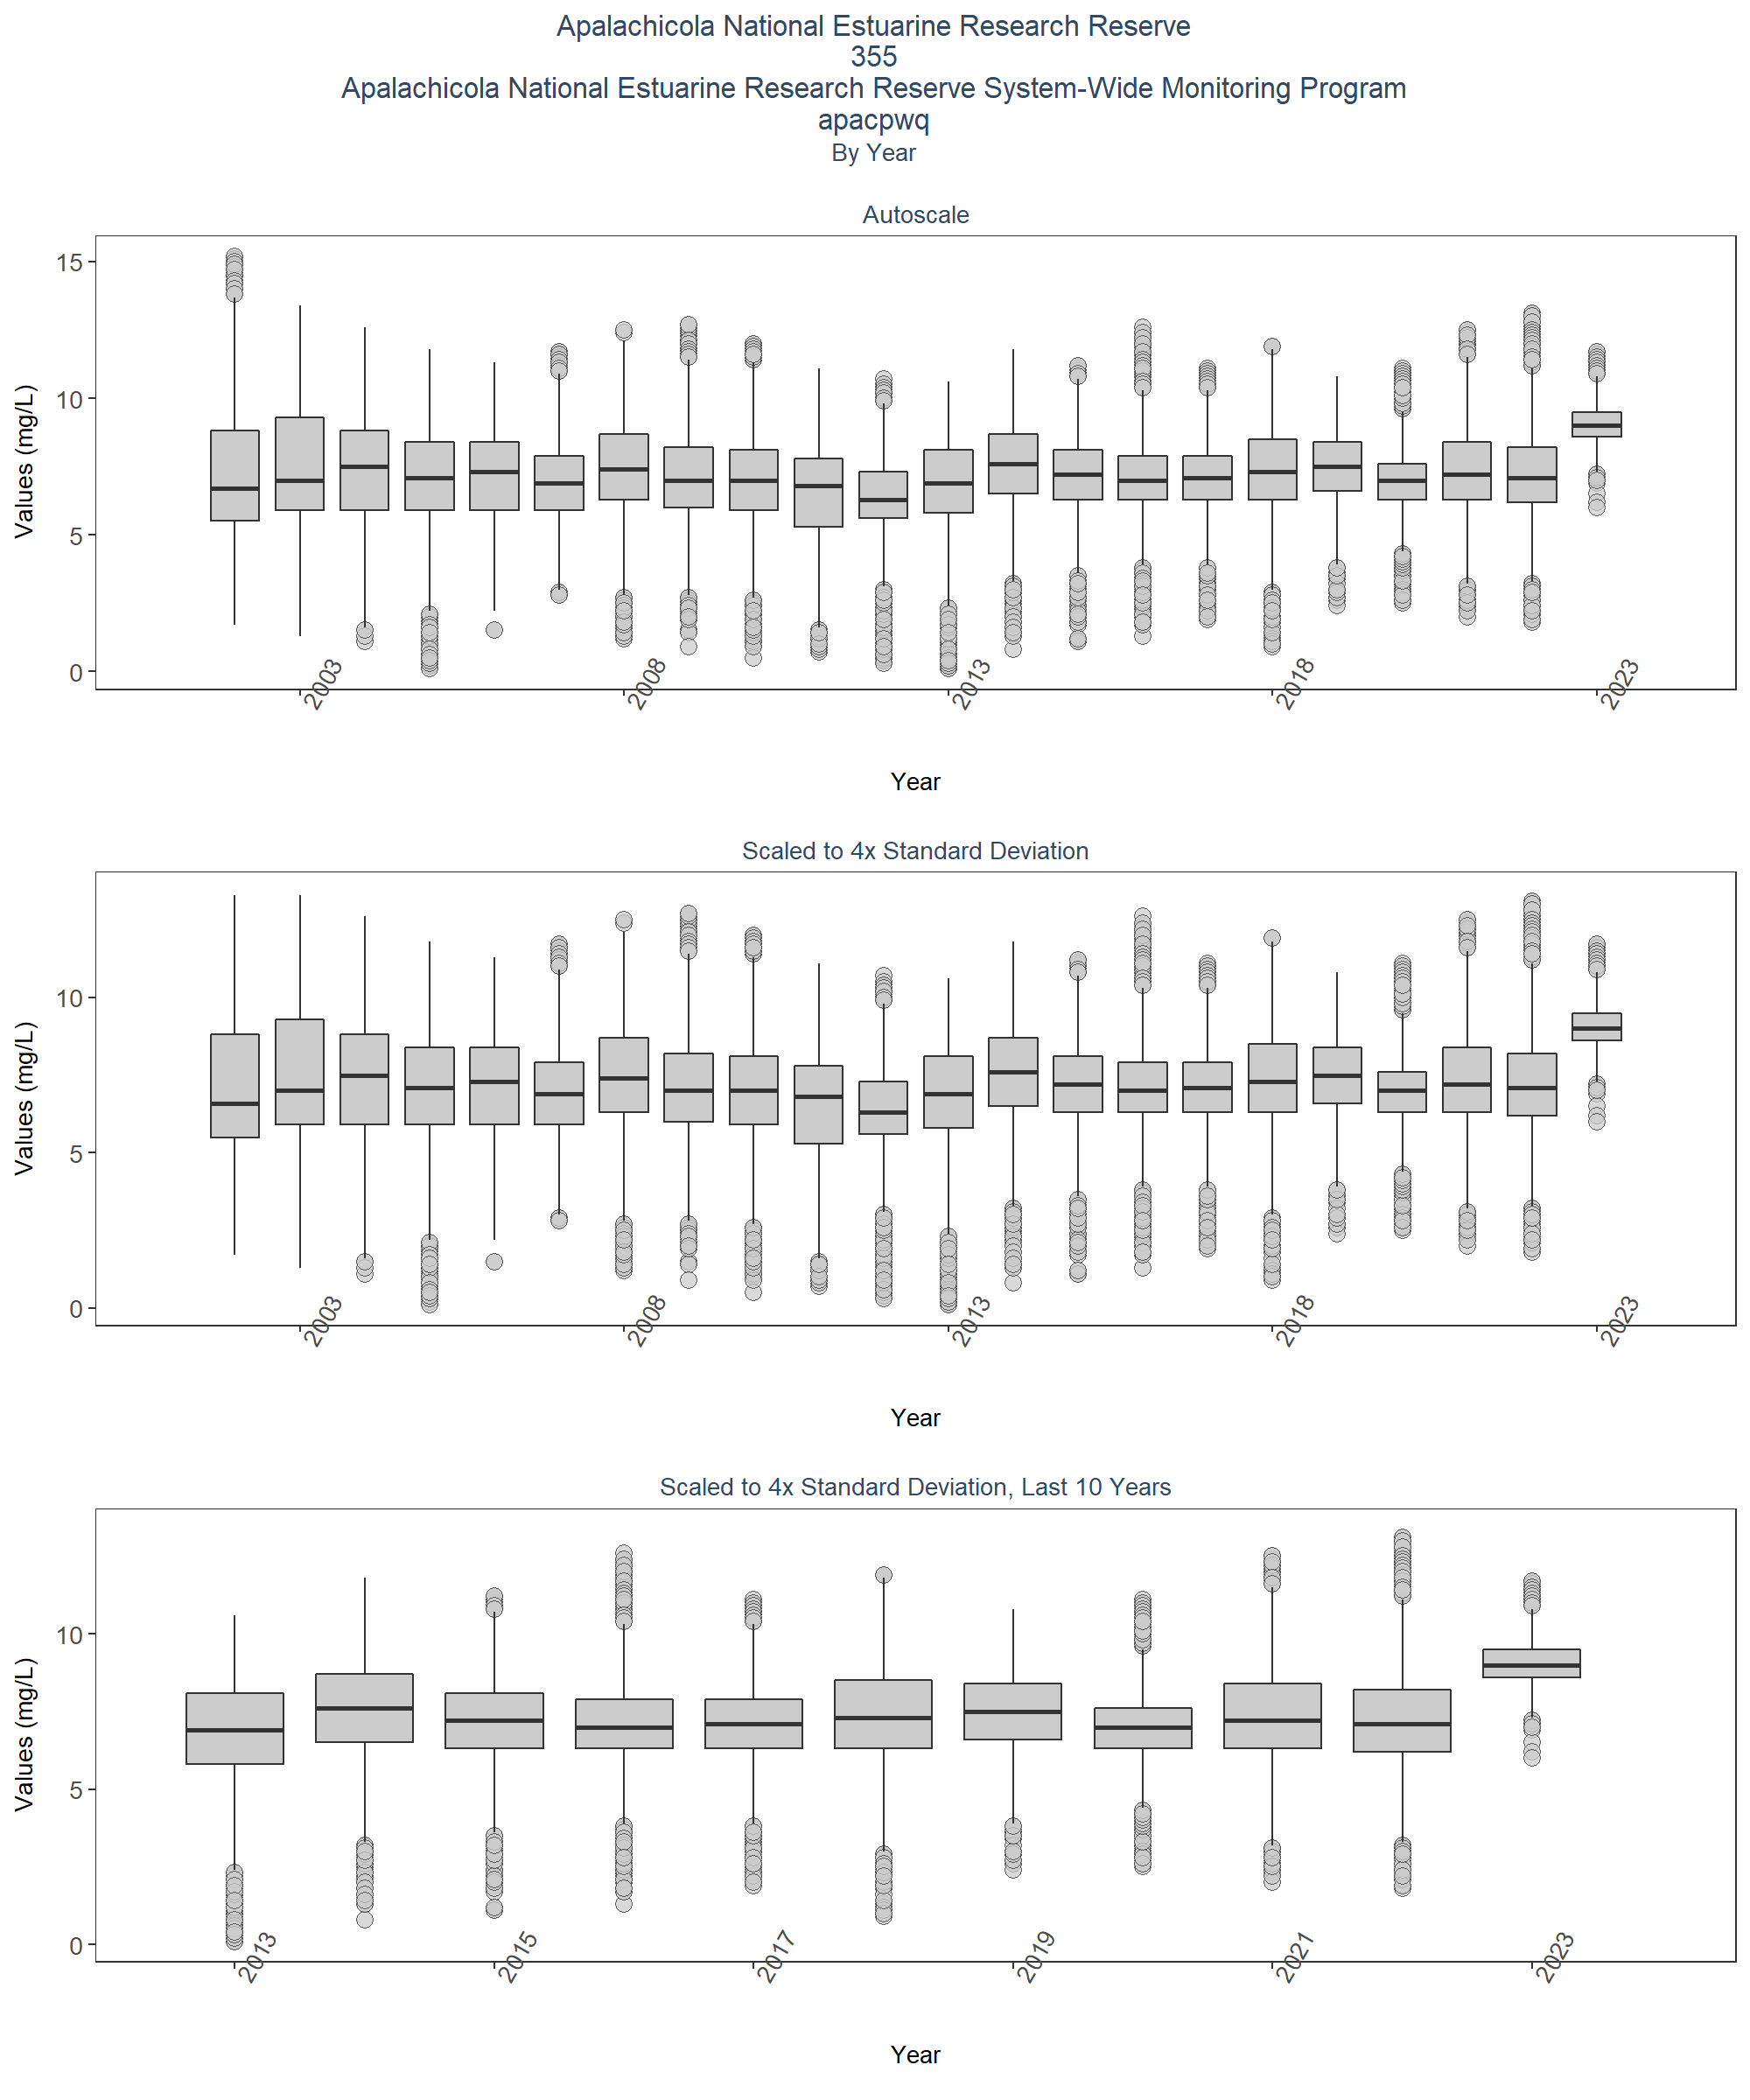 Apalachicola National Estuarine Research Reserve
355
Apalachicola National Estuarine Research Reserve System-Wide Monitoring Program
apacpwq
By Year
Autoscale
Values (mg/L)
15
10
5
0
2003 2008 2013 2018 2023
Year
Scaled to 4x Standard Deviation
Values (mg/L)
10
5
0
2003 2008 2013 2018 2023
Year
Scaled to 4x Standard Deviation, Last 10 Years
Values (mg/L)
10
5
0
2013 2015 2017 2019 2021 2023
Year